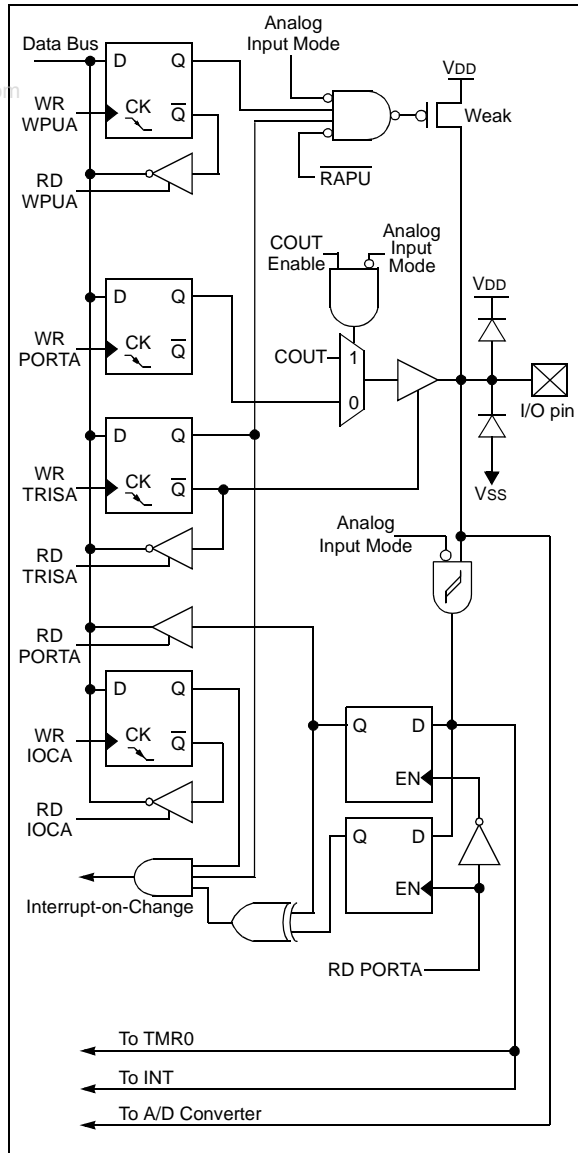 Analog
Input Mode
Data Bus
D Q
VDD
WR
WPUA
CK
Q
Weak
RD
WPUA
RAPU
Analog
Input
Mode
COUT
Enable
VDD
D Q
WR
PORTA
CK
Q
COUT
1
0
I/O pin
D Q
WR
TRISA
CK
Q
VSS
Analog
Input Mode
RD
TRISA
RD
PORTA
D Q
Q D
WR
IOCA
CK
Q
EN
RD
IOCA
Q D
EN
Interrupt-on-Change
RD PORTA
To TMR0
To INT
To A/D Converter